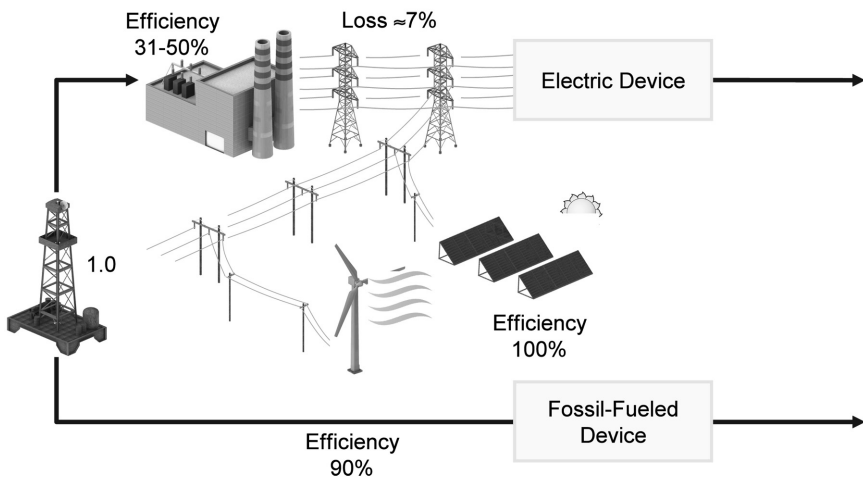 Efficiency
31-50%
Loss ≈7%
Electric Device
1.0
Efficiency
100%
Fossil-Fueled
Device
Efficiency
90%